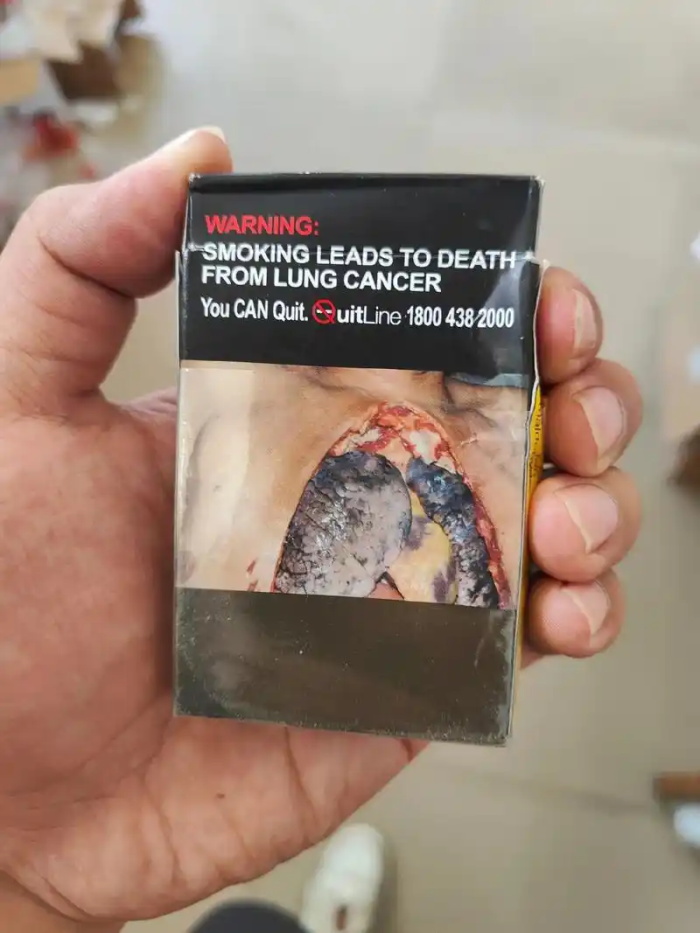 WARNING:
SMOKING LEADS TO DEATH
FROM LUNG CANCER
You CAN Quit. QuitLine 1800 438 2000